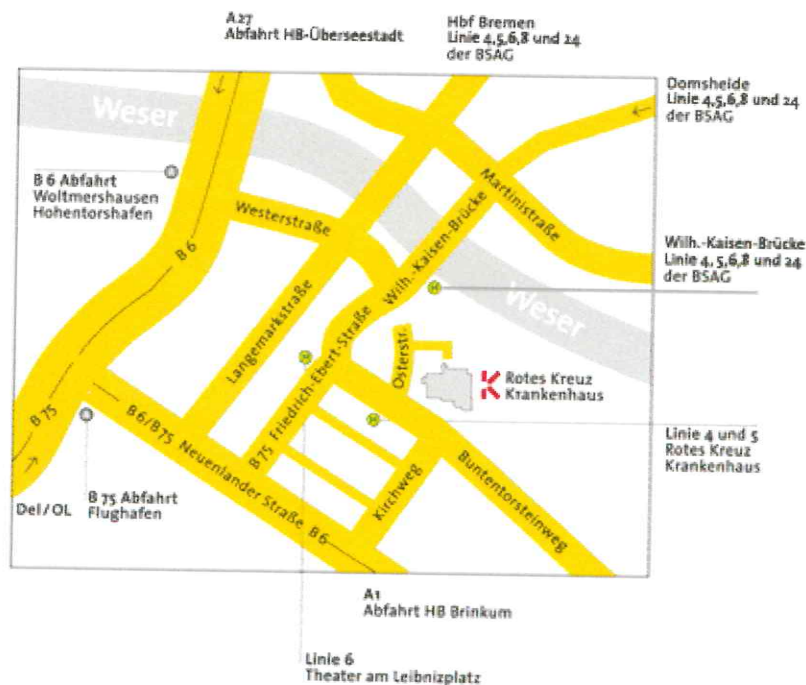 A27
Abfahrt HB-Überseestadt
Hbf Bremen
Linie 4,5,6,8 und 24
der BSAG
Domsheide
Linie 4,5,6,8 und 24
der BSAG
Weser
B 6 Abfahrt
Woltmershausen
Hohentorshafen
Westerstraße
B 6
Martinistraße
Wilh.-Kaisen-Brücke
Wilh.-Kaisen-Brücke
Linie 4, 5,6,8 und 24
der BSAG
H
Weser
Langemarkstraße
Friedrich-Ebert-Straße
H
Osterstr.
Rotes Kreuz
Krankenhaus
B 75
B6/B75 Neuenlander Straße B 6
B 75
H
Linie 4 und 5
Rotes Kreuz
Krankenhaus
Kirchweg
Buntentorsteinweg
Del/OL
B 75 Abfahrt
Flughafen
A1
Abfahrt HB Brinkum
Linie 6
Theater am Leibnizplatz